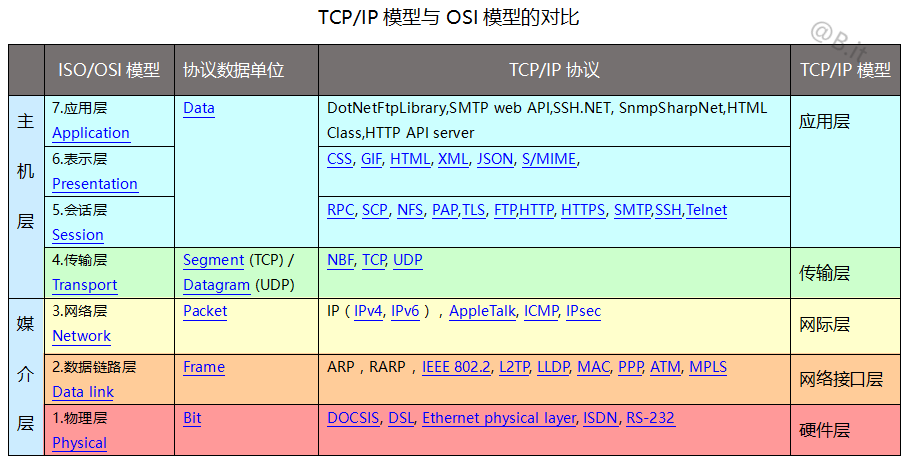 TCP/IP 模型与 OSI 模型的对比
@B.it
ISO/OSI 模型 协议数据单位 TCP/IP 协议 TCP/IP 模型
主机层
7.应用层
Application
Data
DotNetFtpLibrary,SMTP web API,SSH.NET, SnmpSharpNet,HTML
Class,HTTP API server
应用层
6.表示层
Presentation
CSS, GIF, HTML, XML, JSON, S/MIME,
5.会话层
Session
RPC, SCP, NFS, PAP,TLS, FTP,HTTP, HTTPS, SMTP,SSH,Telnet
4.传输层
Transport
Segment (TCP) /
Datagram (UDP)
NBF, TCP, UDP
传输层
媒介层
3.网络层
Network
Packet
IP（IPv4, IPv6），AppleTalk, ICMP, IPsec
网际层
2.数据链路层
Data link
Frame
ARP，RARP，IEEE 802.2, L2TP, LLDP, MAC, PPP, ATM, MPLS
网络接口层
1.物理层
Physical
Bit
DOCSIS, DSL, Ethernet physical layer, ISDN, RS-232
硬件层